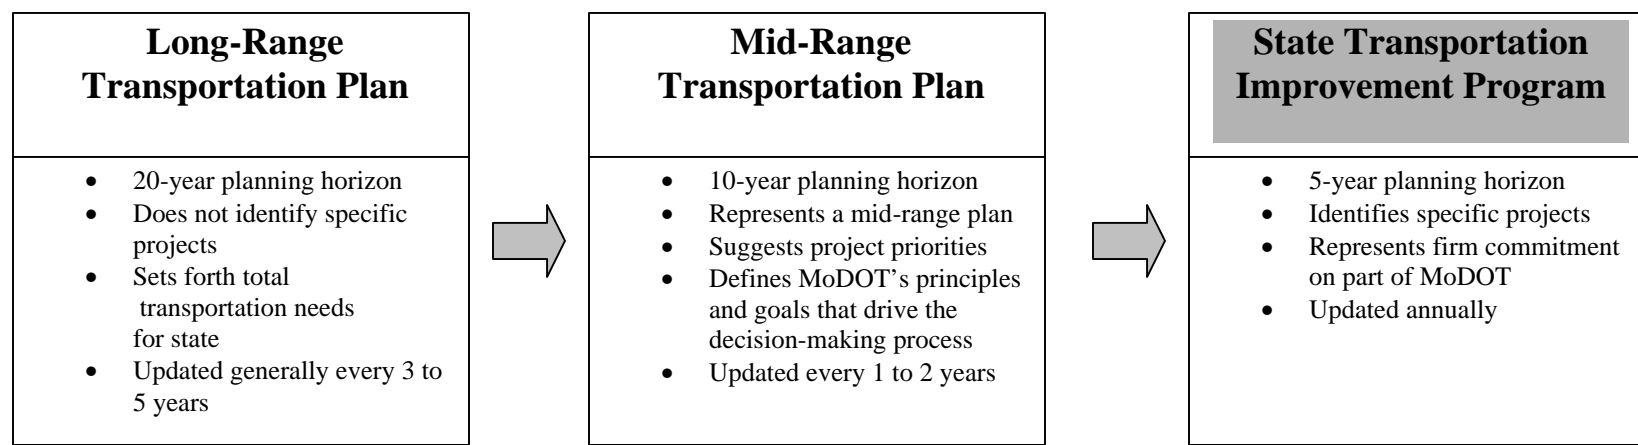 Long-Range
Transportation Plan
• 20-year planning horizon
• Does not identify specific
projects
• Sets forth total
transportation needs
for state
• Updated generally every 3 to
5 years
Mid-Range
Transportation Plan
• 10-year planning horizon
• Represents a mid-range plan
• Suggests project priorities
• Defines MoDOT’s principles
and goals that drive the
decision-making process
• Updated every 1 to 2 years
State Transportation
Improvement Program
• 5-year planning horizon
• Identifies specific projects
• Represents firm commitment
on part of MoDOT
• Updated annually